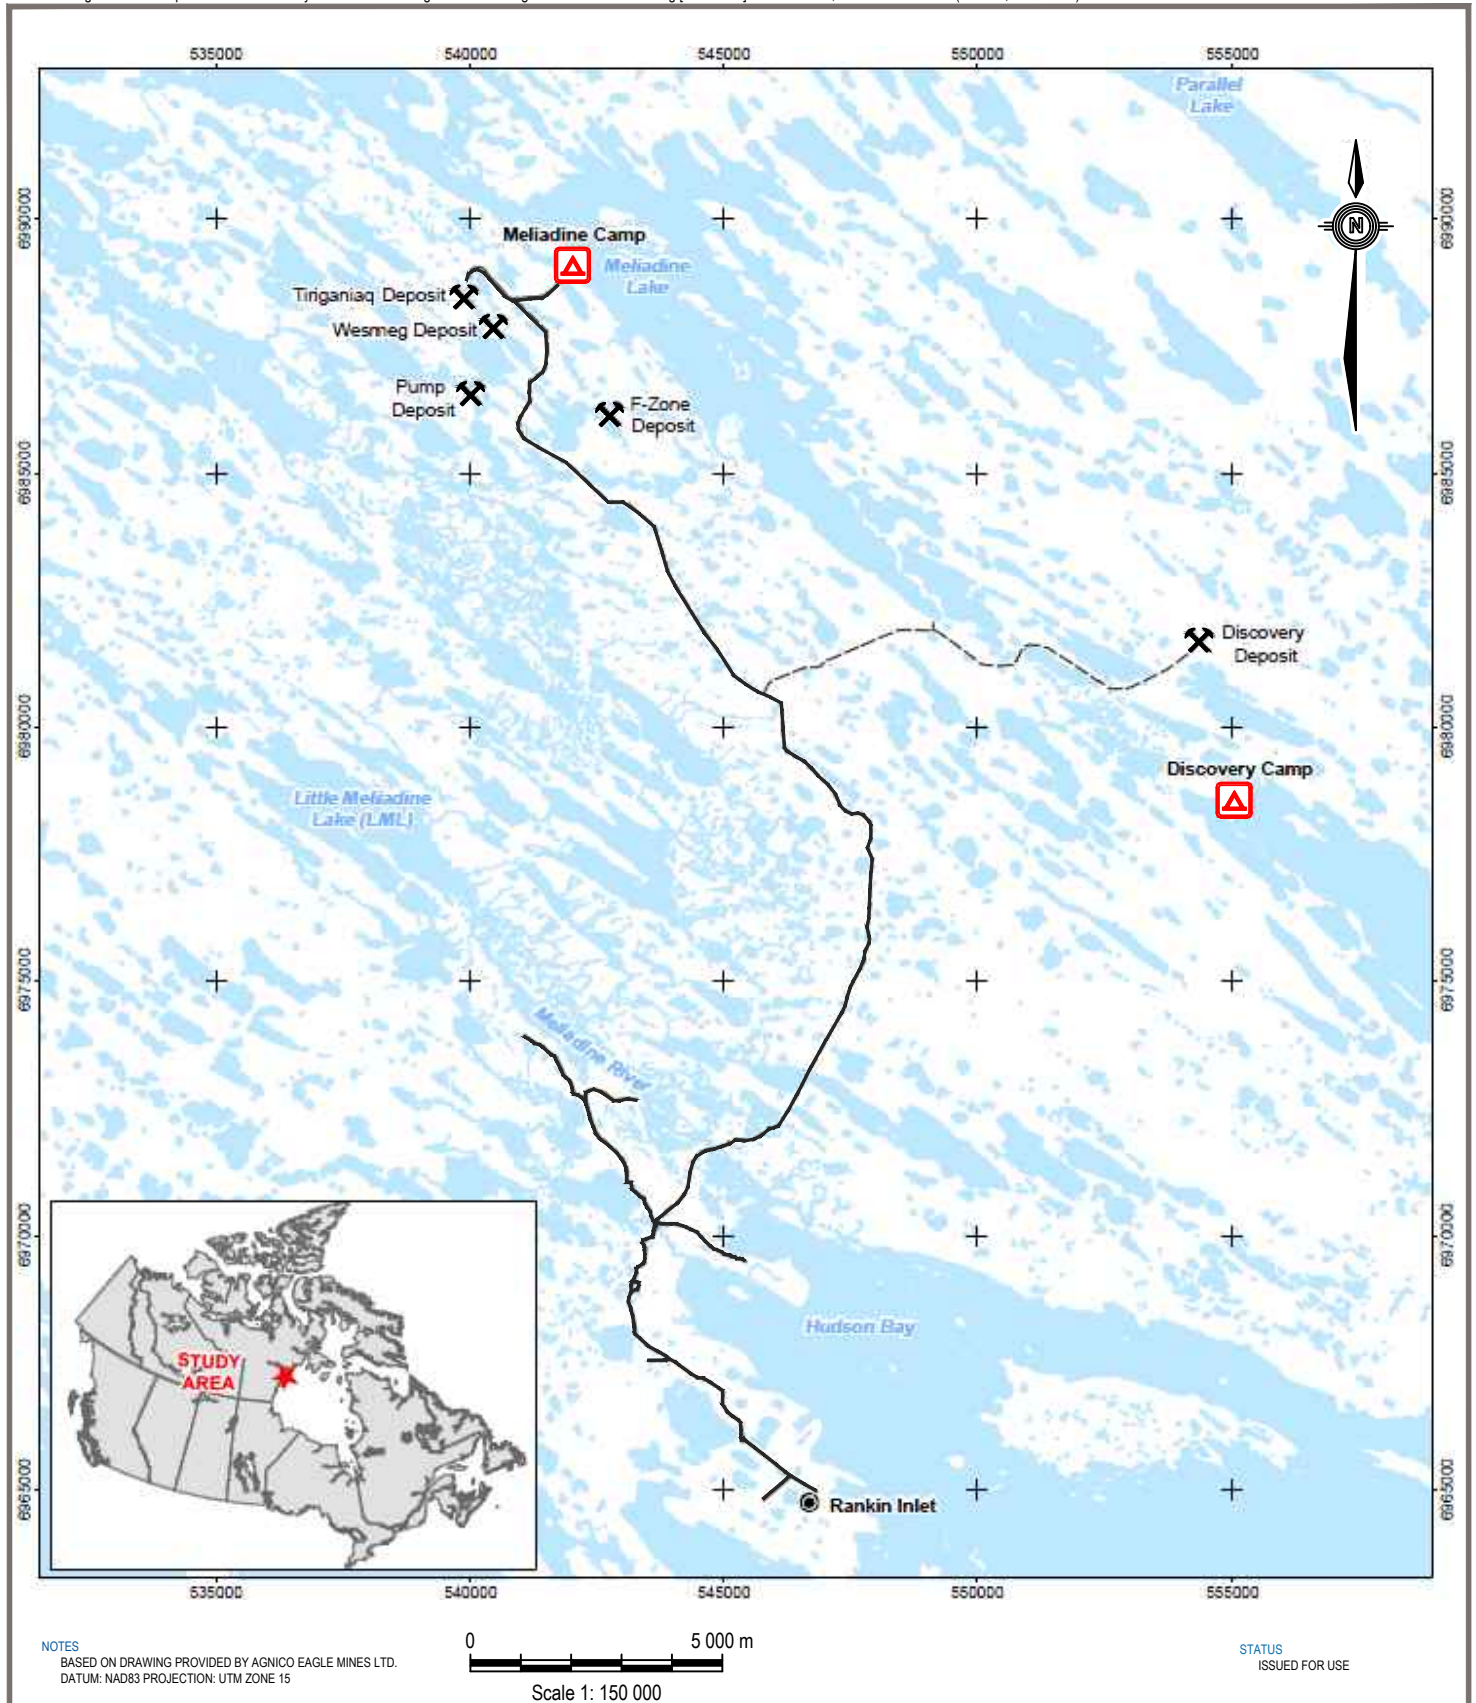 535000 540000 545000 550000 555000
Parallel
Lake
6990000 6990000
N
Meliadine Camp
Meliadine
Lake
Tiriganiaq Deposit
Wesmeg Deposit
Pump
Deposit
F-Zone
Deposit
6985000 6985000
Discovery
Deposit
6980000 6980000
Discovery Camp
Little Meliadine
Lake (LML)
6975000 6975000
Meliadine River
6970000 6970000
Hudson Bay
STUDY
AREA
6965000 6965000
Rankin Inlet
535000 540000 545000 550000 555000
NOTES
BASED ON DRAWING PROVIDED BY AGNICO EAGLE MINES LTD.
DATUM: NAD83 PROJECTION: UTM ZONE 15
0 5 000 m
Scale 1: 150 000
STATUS
ISSUED FOR USE